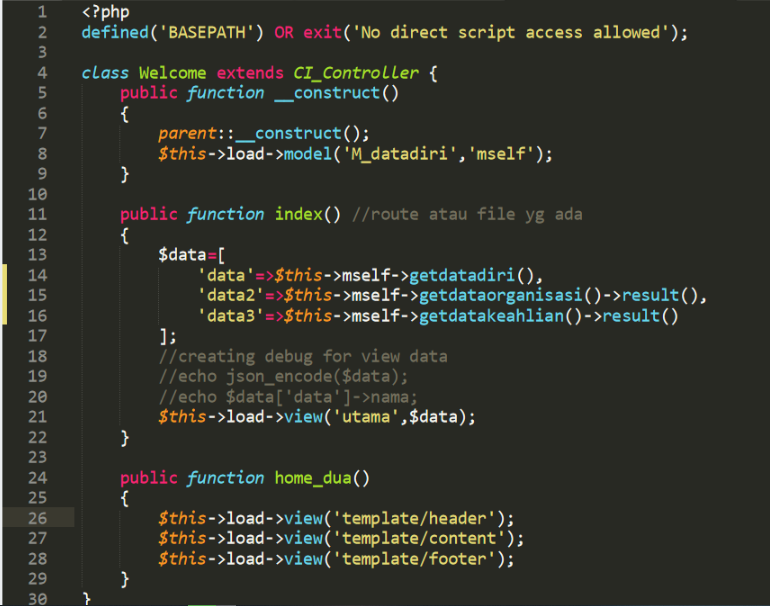 1 <?php
2 defined('BASEPATH') OR exit('No direct script access allowed');
3
4 class Welcome extends CI_Controller {
5     public function __construct()
6     {
7         parent::__construct();
8         $this->load->model('M_datadiri','mself');
9     }
10
11     public function index() //route atau file yg ada
12     {
13         $data=[
14             'data'=>$this->mself->getdatadiri(),
15             'data2'=>$this->mself->getdataorganisasi()->result(),
16             'data3'=>$this->mself->getdatakeahlian()->result()
17         ];
18         //creating debug for view data
19         //echo json_encode($data);
20         //echo $data['data']->nama;
21         $this->load->view('utama',$data);
22     }
23
24     public function home_dua()
25     {
26         $this->load->view('template/header');
27         $this->load->view('template/content');
28         $this->load->view('template/footer');
29     }
30 }